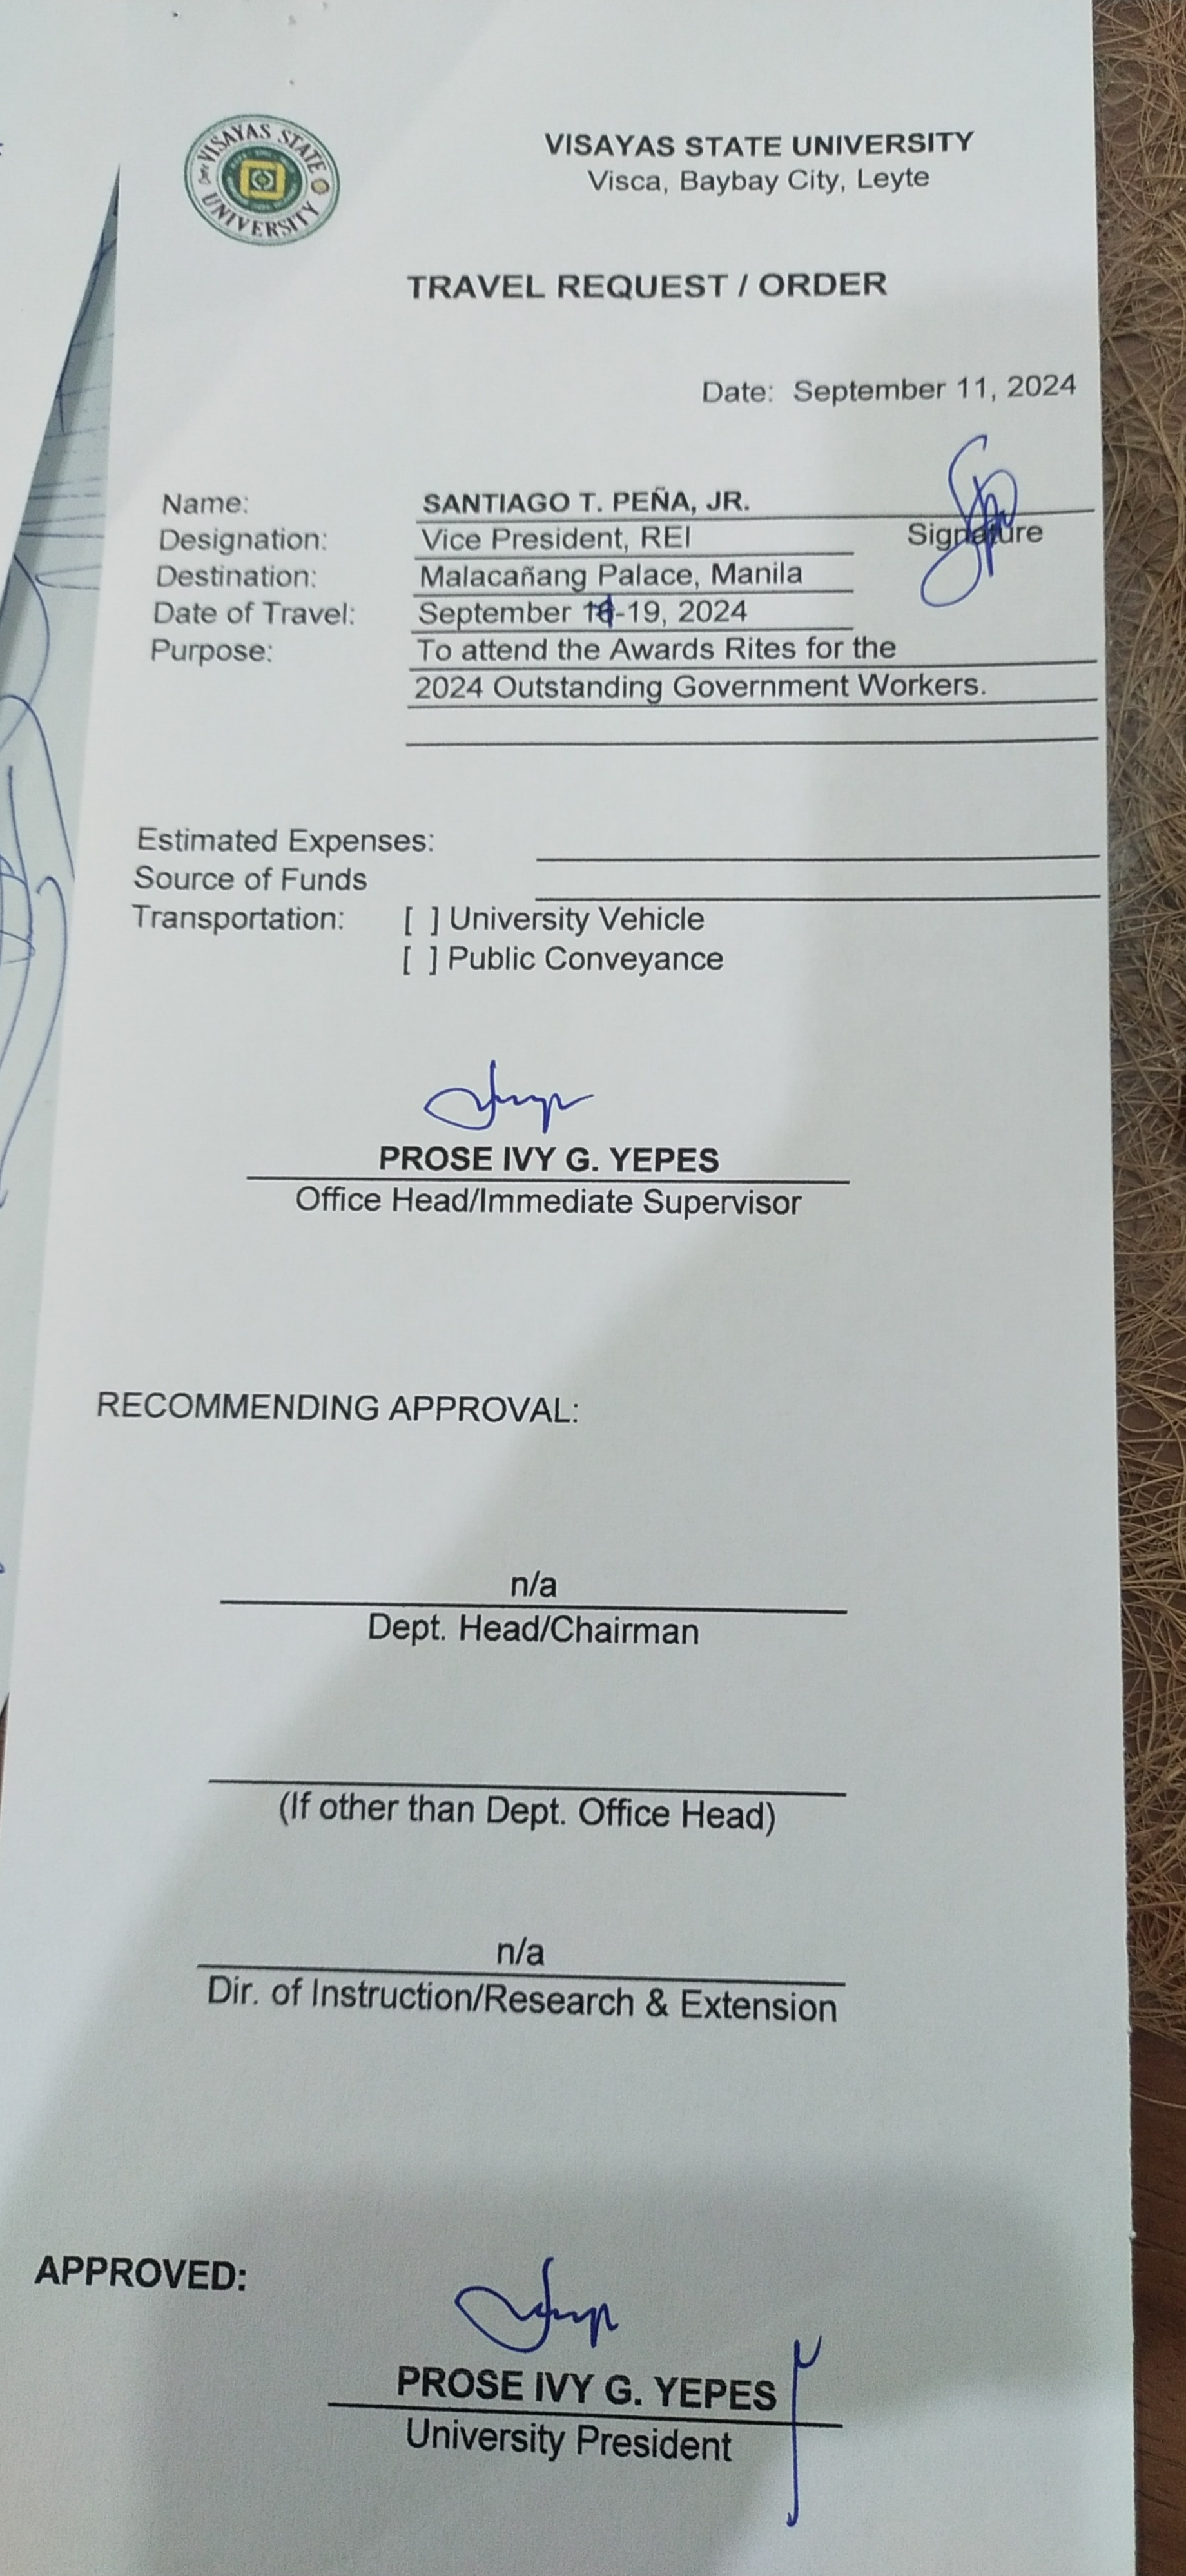 VISAYAS STATE UNIVERSITY
VISAYAS STATE UNIVERSITY
Visca, Baybay City, Leyte
TRAVEL REQUEST / ORDER
Date: September 11, 2024
Name: SANTIAGO T. PEÑA, JR.
Signature
Designation: Vice President, REI
Destination: Malacañang Palace, Manila
Date of Travel: September -19, 2024
Purpose: To attend the Awards Rites for the
2024 Outstanding Government Workers.
Estimated Expenses:
Source of Funds
Transportation: [ ] University Vehicle
[ ] Public Conveyance
PROSE IVY G. YEPES
Office Head/Immediate Supervisor
RECOMMENDING APPROVAL:
n/a
Dept. Head/Chairman
(If other than Dept. Office Head)
n/a
Dir. of Instruction/Research & Extension
APPROVED:
PROSE IVY G. YEPES
University President